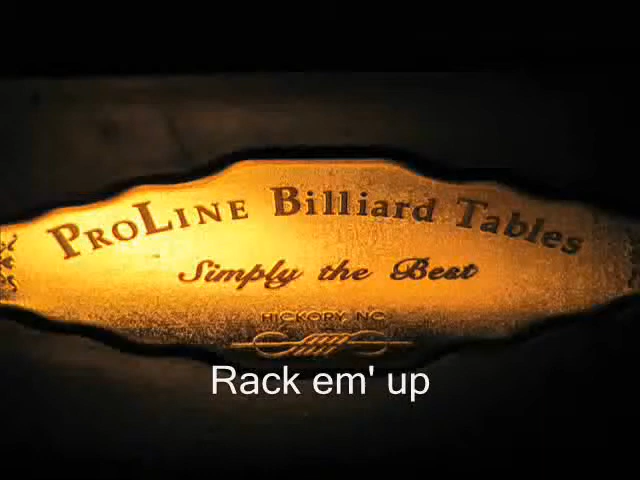 ProLine Billiard Tables
Simply the Best
HICKORY NC
Rack em' up